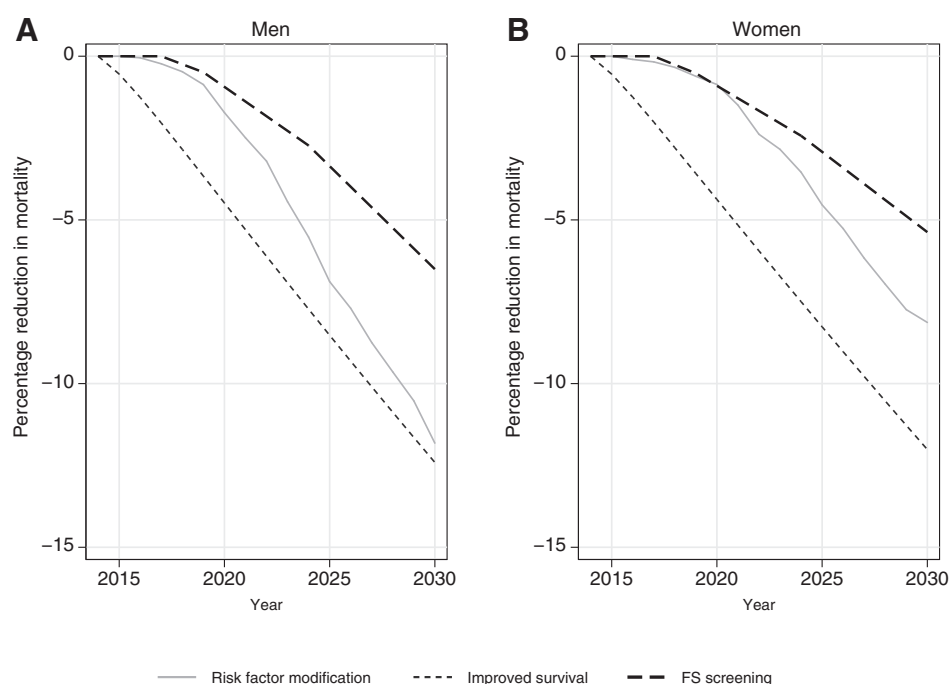 A
Men
Percentage reduction in mortality
0
−5
−10
−15
2015 2020 2025 2030
Year
B
Women
Percentage reduction in mortality
0
−5
−10
−15
2015 2020 2025 2030
Year
Risk factor modification Improved survival FS screening